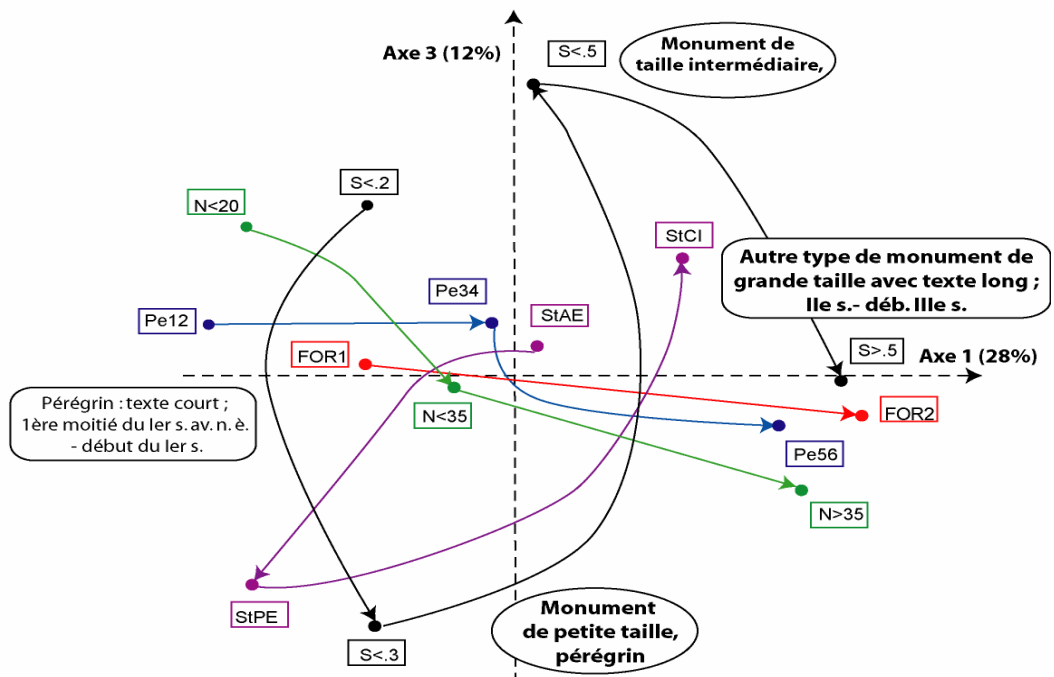 Axe 3 (12%)
S<.5
Monument de
taille intermédiaire,
S<.2
N<20
StCI
Autre type de monument de
grande taille avec texte long ;
IIe s.- déb. IIIe s.
Pe34
Pe12
StAE
FOR1
S>.5
Axe 1 (28%)
Pérégrin : texte court ;
1ère moitié du Ier s. av. n. è.
- début du Ier s.
N<35
FOR2
Pe56
N>35
StPE
Monument
de petite taille,
pérégrin
S<.3